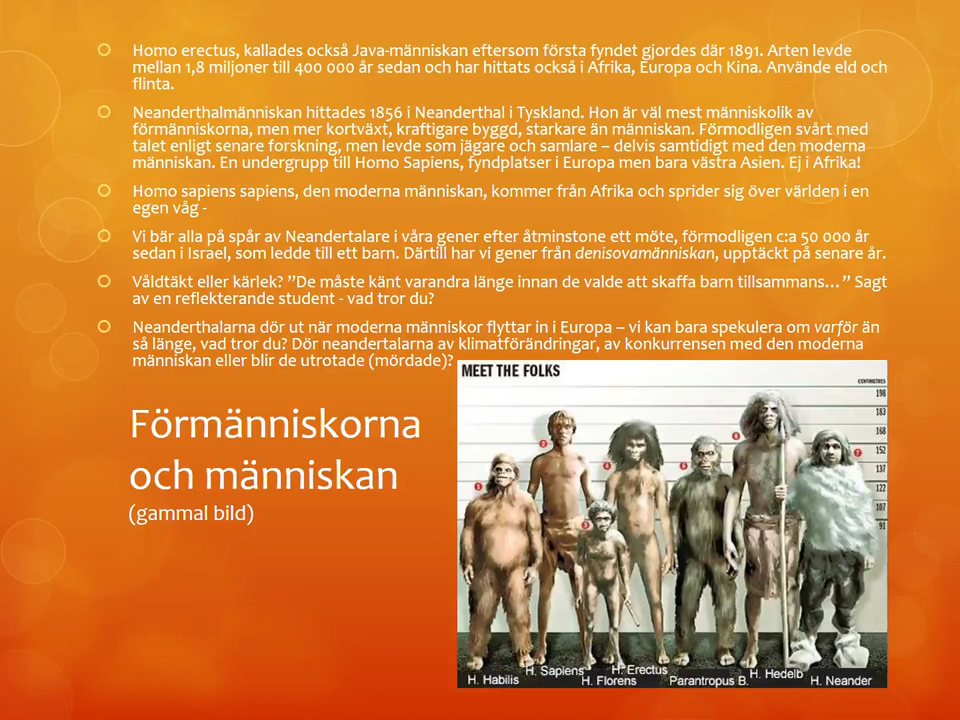 Homo erectus, kallades också Java-människan eftersom första fyndet gjordes där 1891. Arten levde
mellan 1,8 miljoner till 400 000 år sedan och har hittats också i Afrika, Europa och Kina. Använde eld och
flinta.
Neanderthalmänniskan hittades 1856 i Neanderthal i Tyskland. Hon är väl mest människolik av
förmänniskorna, men mer kortväxt, kraftigare byggd, starkare än människan. Förmodligen svårt med
talet enligt senare forskning, men levde som jägare och samlare – delvis samtidigt med den moderna
människan. En undergrupp till Homo Sapiens, fyndplatser i Europa men bara västra Asien. Ej i Afrika!
Homo sapiens sapiens, den moderna människan, kommer från Afrika och sprider sig över världen i en
egen våg -
Vi bär alla på spår av Neandertalare i våra gener efter åtminstone ett möte, förmodligen c:a 50 000 år
sedan i Israel, som ledde till ett barn. Därtill har vi gener från denisovamänniskan, upptäckt på senare år.
Våldtäkt eller kärlek? ”De måste känt varandra länge innan de valde att skaffa barn tillsammans…” Sagt
av en reflekterande student - vad tror du?
Neanderthalarna dör ut när moderna människor flyttar in i Europa – vi kan bara spekulera om varför än
så länge, vad tror du? Dör neandertalarna av klimatförändringar, av konkurrensen med den moderna
människan eller blir de utrotade (mördade)?
Förmänniskorna
och människan
(gammal bild)
MEET THE FOLKS
CENTIMETRES
198
183
168
152
137
122
107
91
1
2
3
4
5
6
7
H. Habilis
H. Sapiens
H. Florens
H. Erectus
Parantropus B.
H. Hedelb
H. Neander